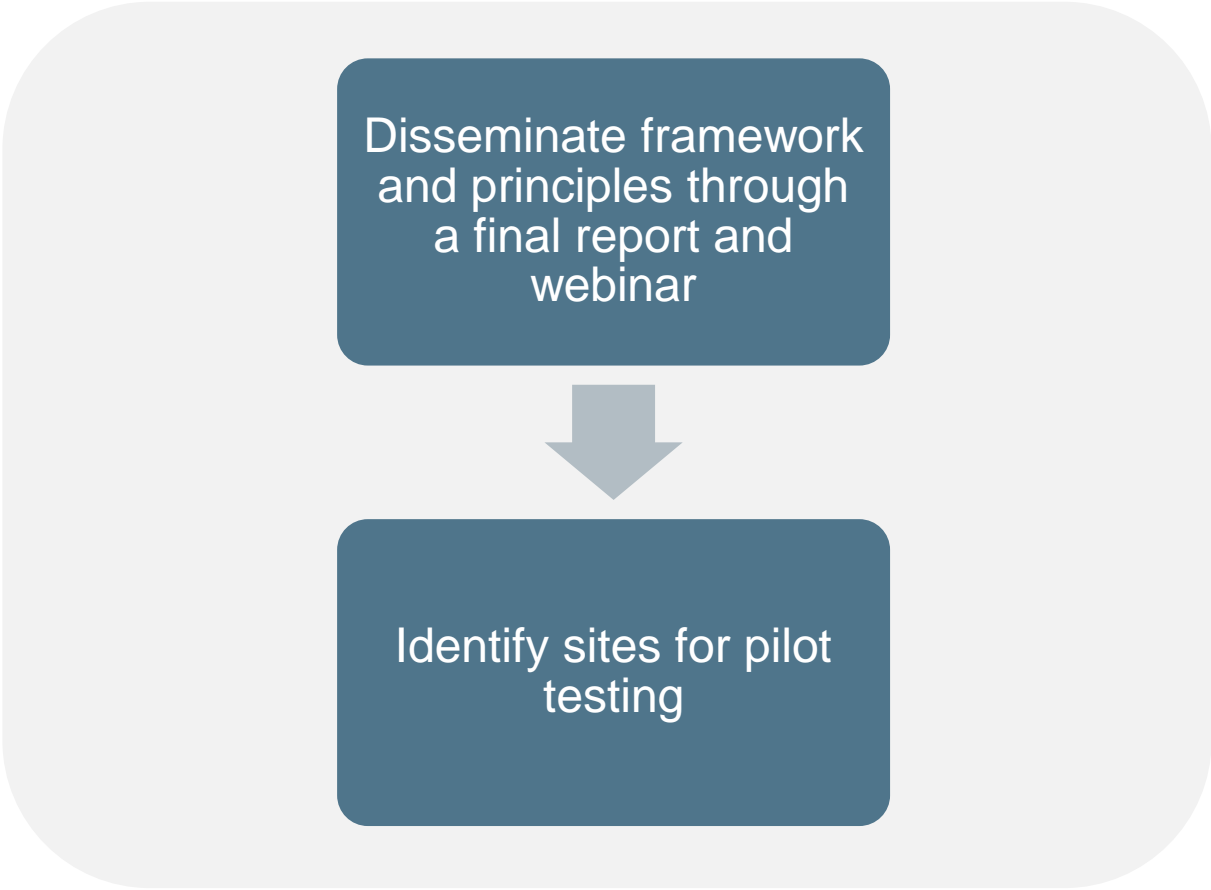 Disseminate framework
and principles through
a final report and
webinar
Identify sites for pilot
testing